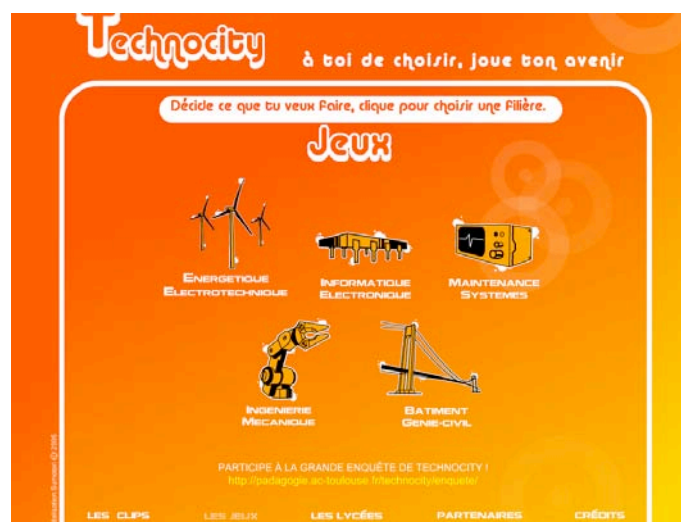 Technocity
à toi de choisir, joue ton avenir
Décide ce que tu veux faire, clique pour choisir une filière.
Jeux
ENERGETIQUE
ELECTROTECHNIQUE
INFORMATIQUE
ELECTRONIQUE
MAINTENANCE
SYSTEMES
INGENIERIE
MECANIQUE
BATIMENT
GENIE-CIVIL
PARTICIPE À LA GRANDE ENQUÊTE DE TECHNOCITY !
http://padagogie.ac-toulouse.fr/technocity/enquete/
LES CLIPS
LES JEUX
LES LYCÉES
PARTENAIRES
CRÉDITS